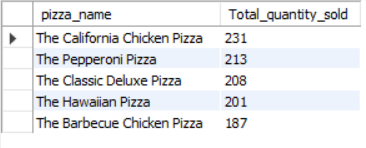 pizza_name Total_quantity_sold
The California Chicken Pizza 231
The Pepperoni Pizza 213
The Classic Deluxe Pizza 208
The Hawaiian Pizza 201
The Barbecue Chicken Pizza 187